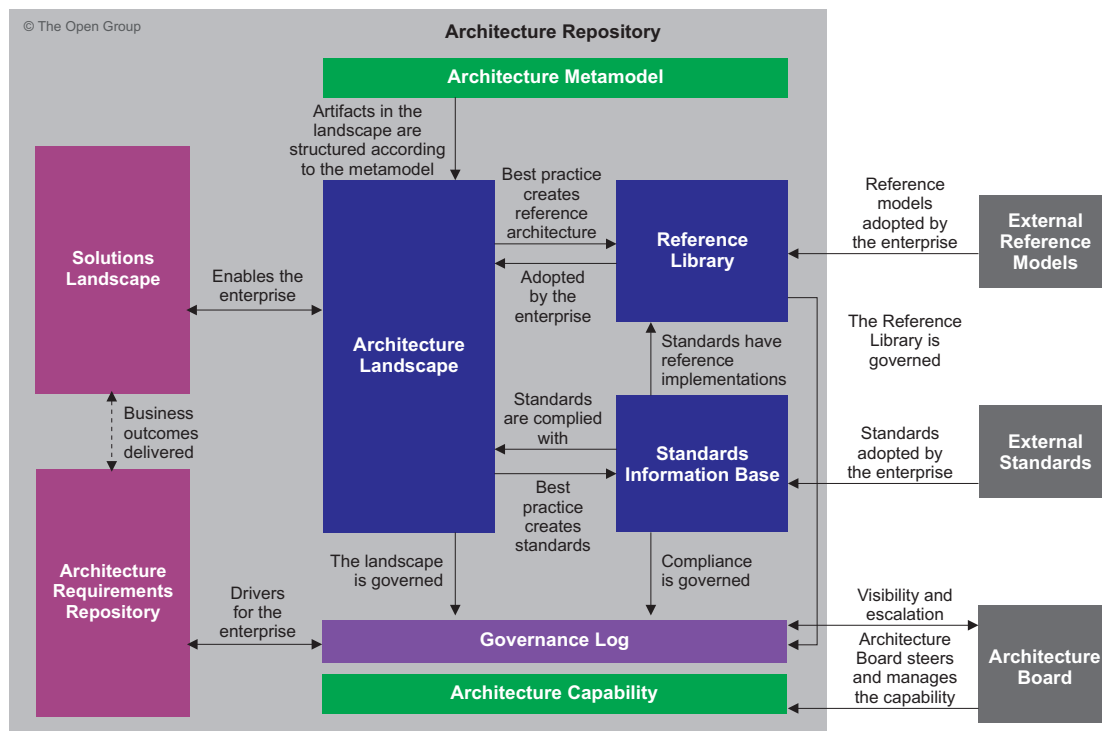 © The Open Group
Architecture Repository
Architecture Metamodel
Artifacts in the
landscape are
structured according
to the metamodel
Solutions
Landscape
Enables the
enterprise
Architecture
Landscape
Best practice
creates
reference
architecture
Adopted
by the
enterprise
Reference
Library
Reference
models
adopted by
the enterprise
External
Reference
Models
The Reference
Library is
governed
Standards have
reference
implementations
Standards
are complied
with
Best
practice
creates
standards
Standards
Information Base
Standards
adopted by
the enterprise
External
Standards
Business
outcomes
delivered
Architecture
Requirements
Repository
Drivers
for the
enterprise
The landscape
is governed
Compliance
is governed
Governance Log
Architecture Capability
Visibility and
escalation
Architecture
Board steers
and manages
the capability
Architecture
Board